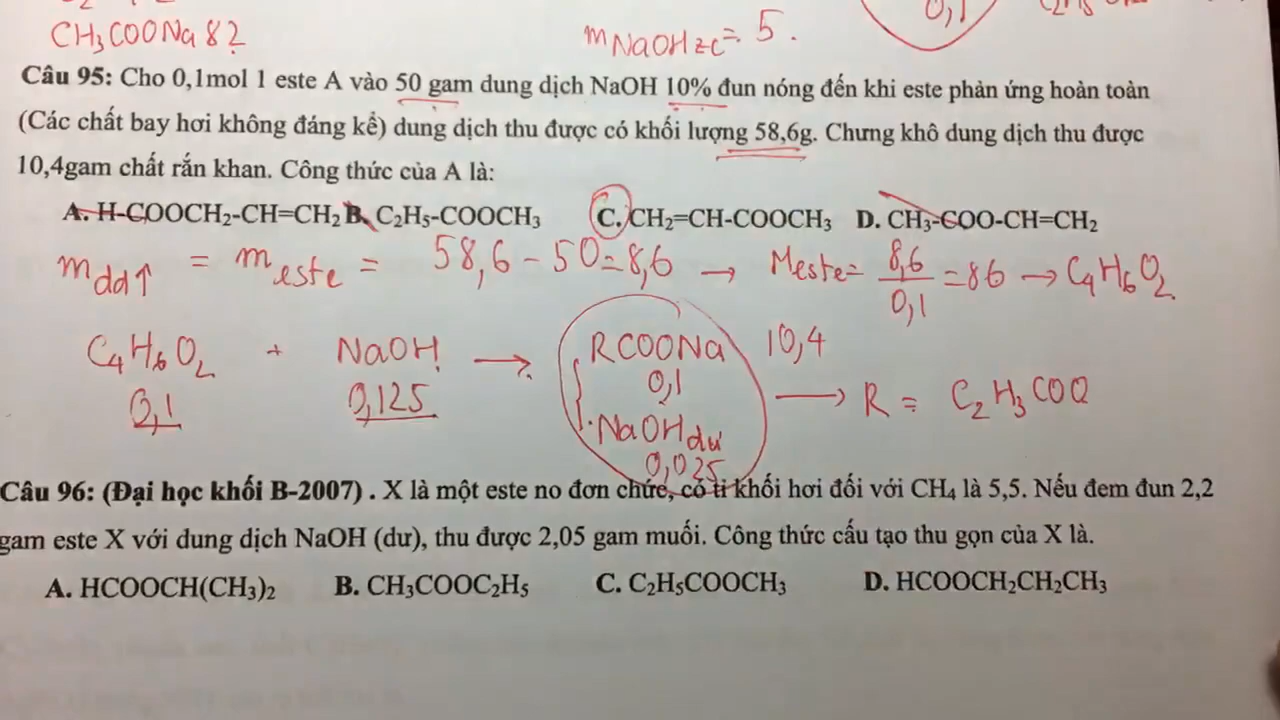 CH₃COONa 82
mNaOH = 5.
0,1
Câu 95: Cho 0,1mol 1 este A vào 50 gam dung dịch NaOH 10% đun nóng đến khi este phản ứng hoàn toàn
(Các chất bay hơi không đáng kể) dung dịch thu được có khối lượng 58,6g. Chưng khô dung dịch thu được
10,4gam chất rắn khan. Công thức của A là:
A. H-COOCH₂-CH=CH₂ B. C₂H₅-COOCH₃ C. CH₂=CH-COOCH₃ D. CH₃-COO-CH=CH₂
mdd↑ = meste = 58,6 - 50 = 8,6 → Meste = 8,6/0,1 = 86 → C₄H₆O₂
C₄H₆O₂ + NaOH → RCOONa 10,4
0,1 0,125 0,1 → R = C₂H₃COO
NaOH dư
0,025
Câu 96: (Đại học khối B-2007) . X là một este no đơn chức, có tỉ khối hơi đối với CH₄ là 5,5. Nếu đem đun 2,2
gam este X với dung dịch NaOH (dư), thu được 2,05 gam muối. Công thức cấu tạo thu gọn của X là.
A. HCOOCH(CH₃)₂ B. CH₃COOC₂H₅ C. C₂H₅COOCH₃ D. HCOOCH₂CH₂CH₃